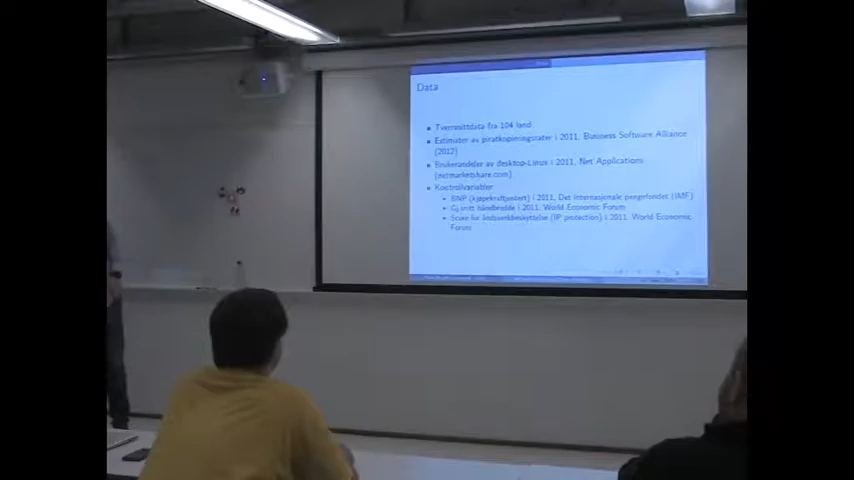 Data
Tverrsnittdata fra 104 land
Estimater av piratkopieringsrater i 2011, Business Software Alliance
(2012)
Brukerandeler av desktop-Linux i 2011, Net Applications
(netmarketshare.com)
Kontrollvariabler
BNP (kjøpekraftjustert) i 2011, Det internasjonale pengefondet (IMF)
Gj.snitt båndbredde i 2011, World Economic Forum
Score for åndsverkbeskyttelse (IP protection) i 2011, World Economic
Forum